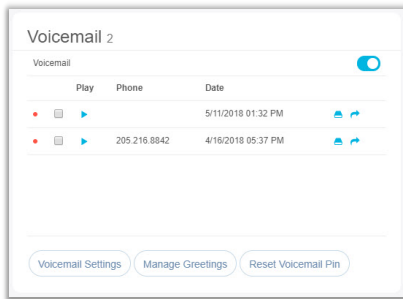 Voicemail 2
Voicemail
Play Phone Date
5/11/2018 01:32 PM
205.216.8842 4/16/2018 05:37 PM
Voicemail Settings Manage Greetings Reset Voicemail Pin